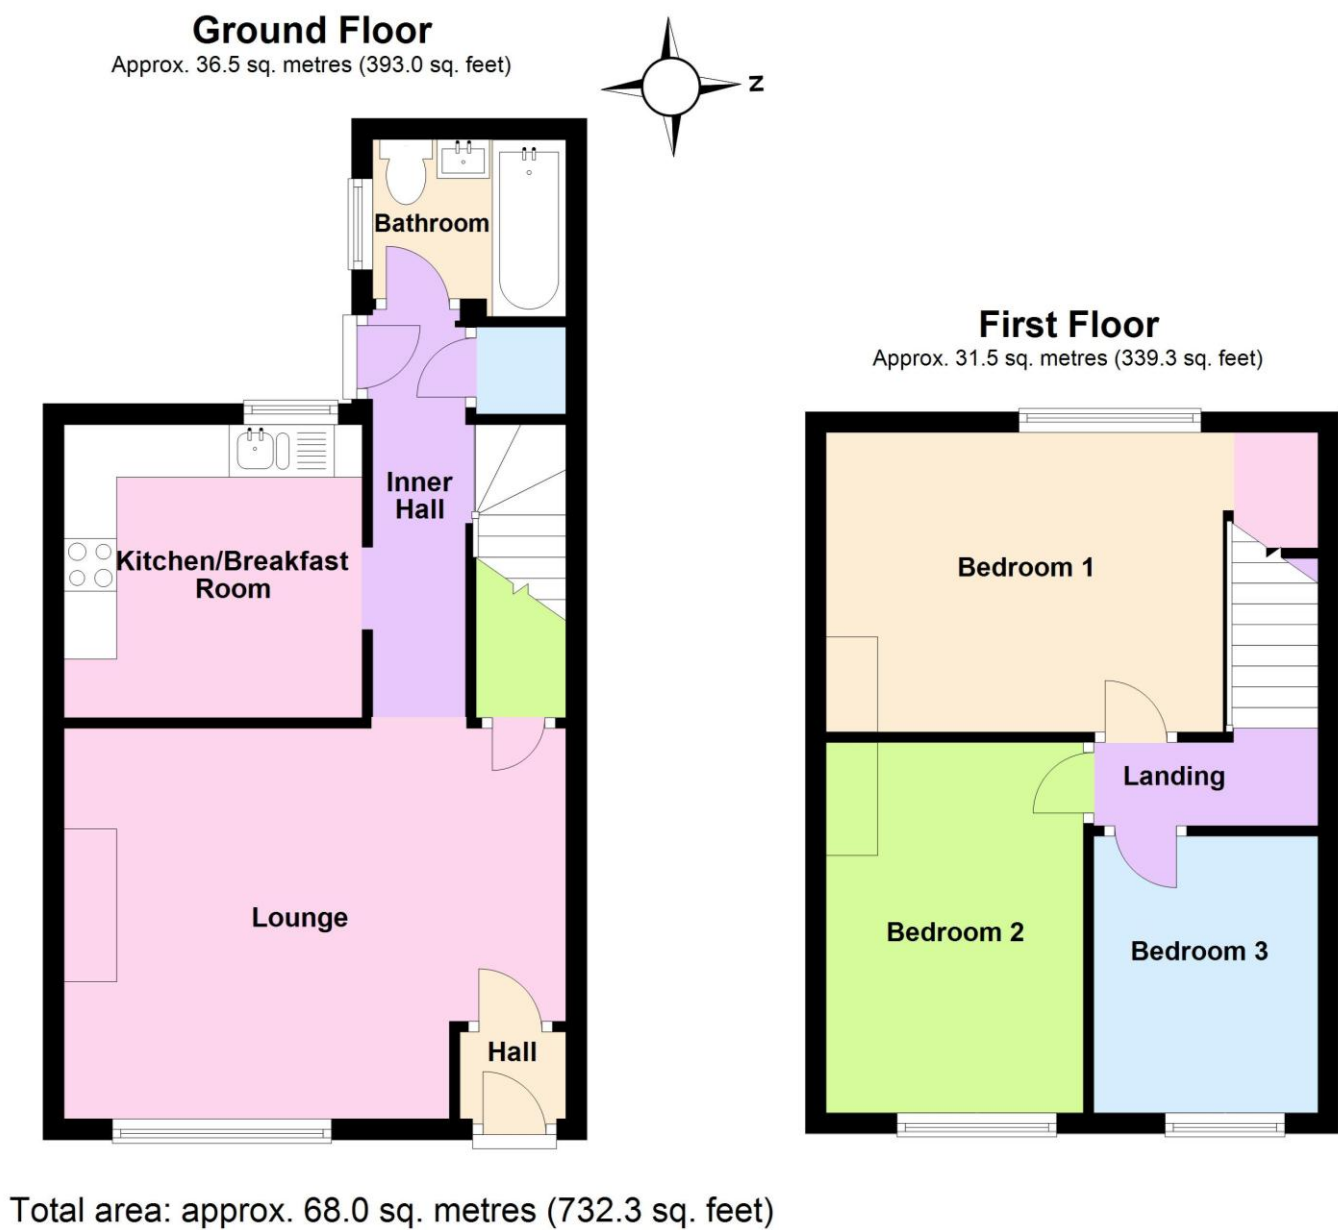 Ground Floor
Approx. 36.5 sq. metres (393.0 sq. feet)
N
Bathroom
Inner
Hall
Kitchen/Breakfast
Room
Lounge
Hall
First Floor
Approx. 31.5 sq. metres (339.3 sq. feet)
Bedroom 1
Landing
Bedroom 2
Bedroom 3
Total area: approx. 68.0 sq. metres (732.3 sq. feet)